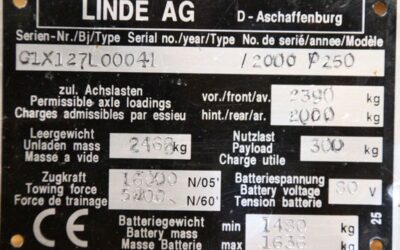 LINDE AG D-Aschaffenburg
Serien-Nr./Bj/Type Serial no./year/Type No. de serié/annee/Modèle
G1X127L00041 /2000 P250
zul. Achslasten
Permissible axle loadings
Charges admissibles par essieu
vor./front/av. 2390 kg
hint./rear/ar. 2000 kg
Leergewicht
Unladen mass 2468 kg
Masse a vide
Nutzlast
Payload 300 kg
Charge utile
Zugkraft
Towing force
Force de trainage
16000 N/05'
N/60'
Batteriespannung
Battery voltage 80 V
Tension batterie
Batteriegewicht
Battery mass
Masse Batterie
min kg
max kg
25